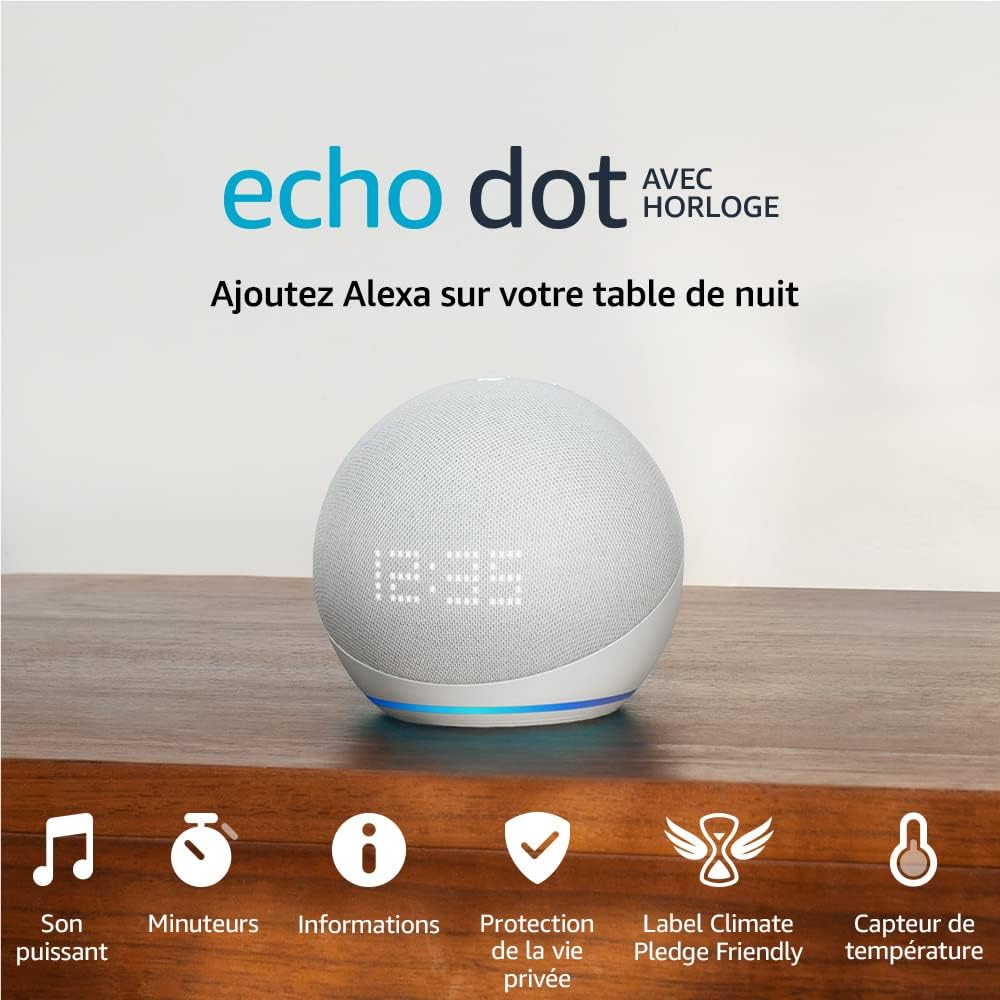 echo dot AVEC
HORLOGE
Ajoutez Alexa sur votre table de nuit
12:35
Son
puissant
Minuteurs
Informations
Protection
de la vie
privée
Label Climate
Pledge Friendly
Capteur de
température